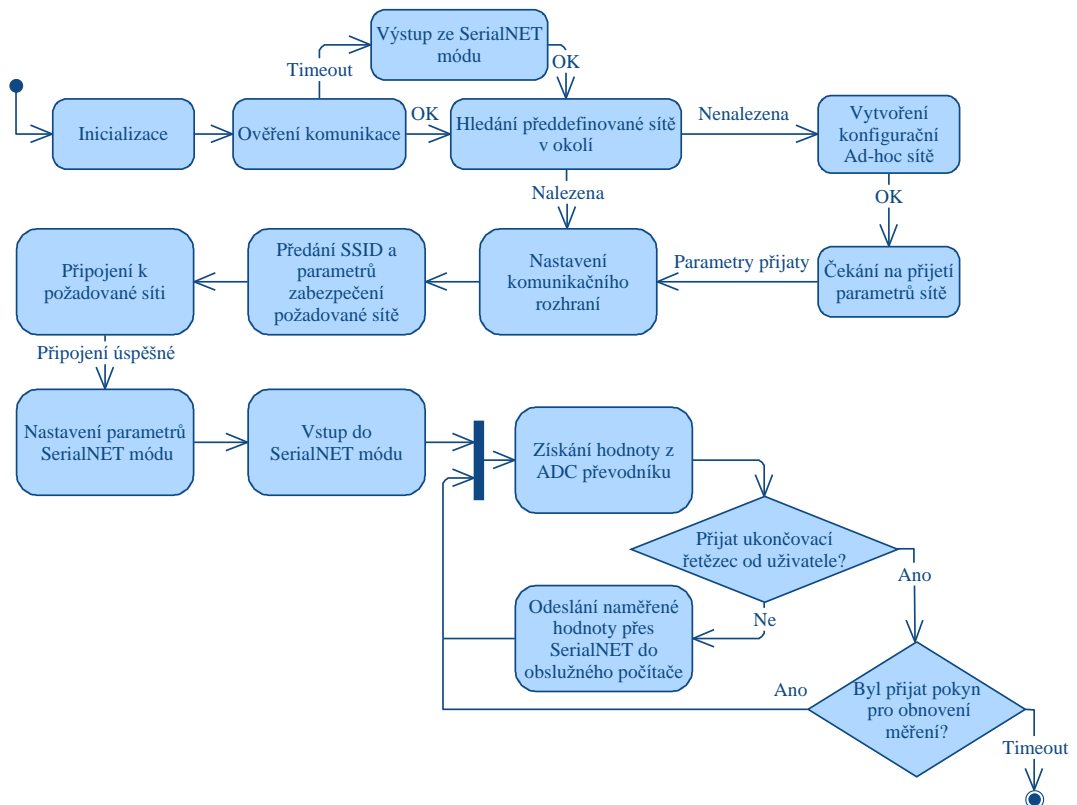 Výstup ze SerialNET
módu
Timeout
OK
Inicializace
Ověření komunikace
OK
Hledání předdefinované sítě
v okolí
Nenalezena
Vytvoření
konfigurační
Ad-hoc sítě
Nalezena
OK
Připojení k
požadované síti
Předání SSID a
parametrů
zabezpečení
požadované sítě
Nastavení
komunikačního
rozhraní
Parametry přijaty
Čekání na přijetí
parametrů sítě
Připojení úspěšné
Nastavení parametrů
SerialNET módu
Vstup do
SerialNET módu
Získání hodnoty z
ADC převodníku
Přijat ukončovací
řetězec od uživatele?
Ano
Ne
Odeslání naměřené
hodnoty přes
SerialNET do
obslužného počítače
Ano
Byl přijat pokyn
pro obnovení
měření?
Timeout